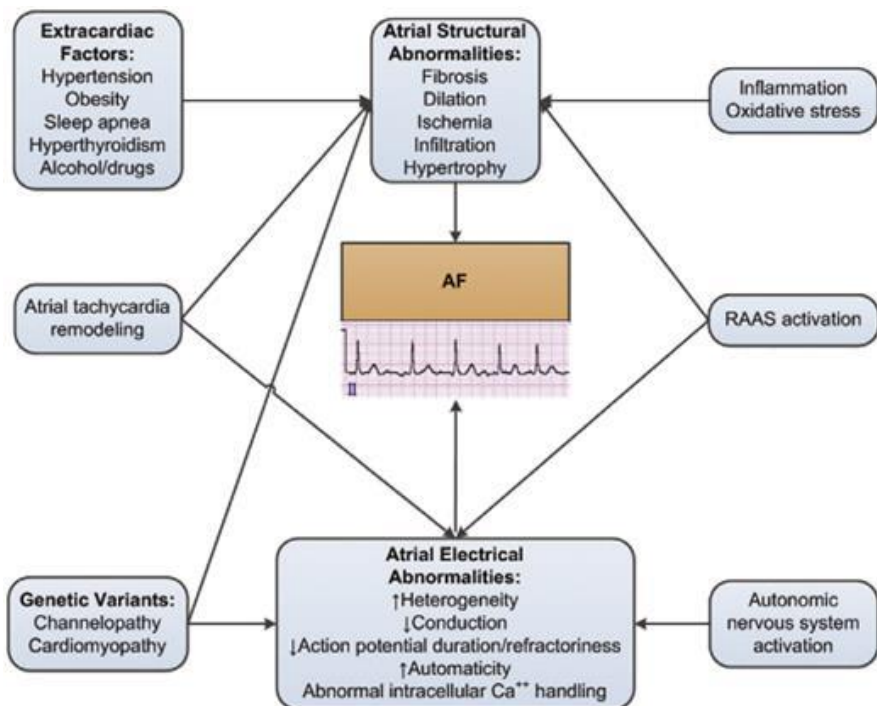 Extracardiac
Factors:
Hypertension
Obesity
Sleep apnea
Hyperthyroidism
Alcohol/drugs
Atrial Structural
Abnormalities:
Fibrosis
Dilation
Ischemia
Infiltration
Hypertrophy
Inflammation
Oxidative stress
AF
Atrial tachycardia
remodeling
RAAS activation
II
Genetic Variants:
Channelopathy
Cardiomyopathy
Atrial Electrical
Abnormalities:
↑Heterogeneity
↓Conduction
↓Action potential duration/refractoriness
↑Automaticity
Abnormal intracellular Ca⁺⁺ handling
Autonomic
nervous system
activation